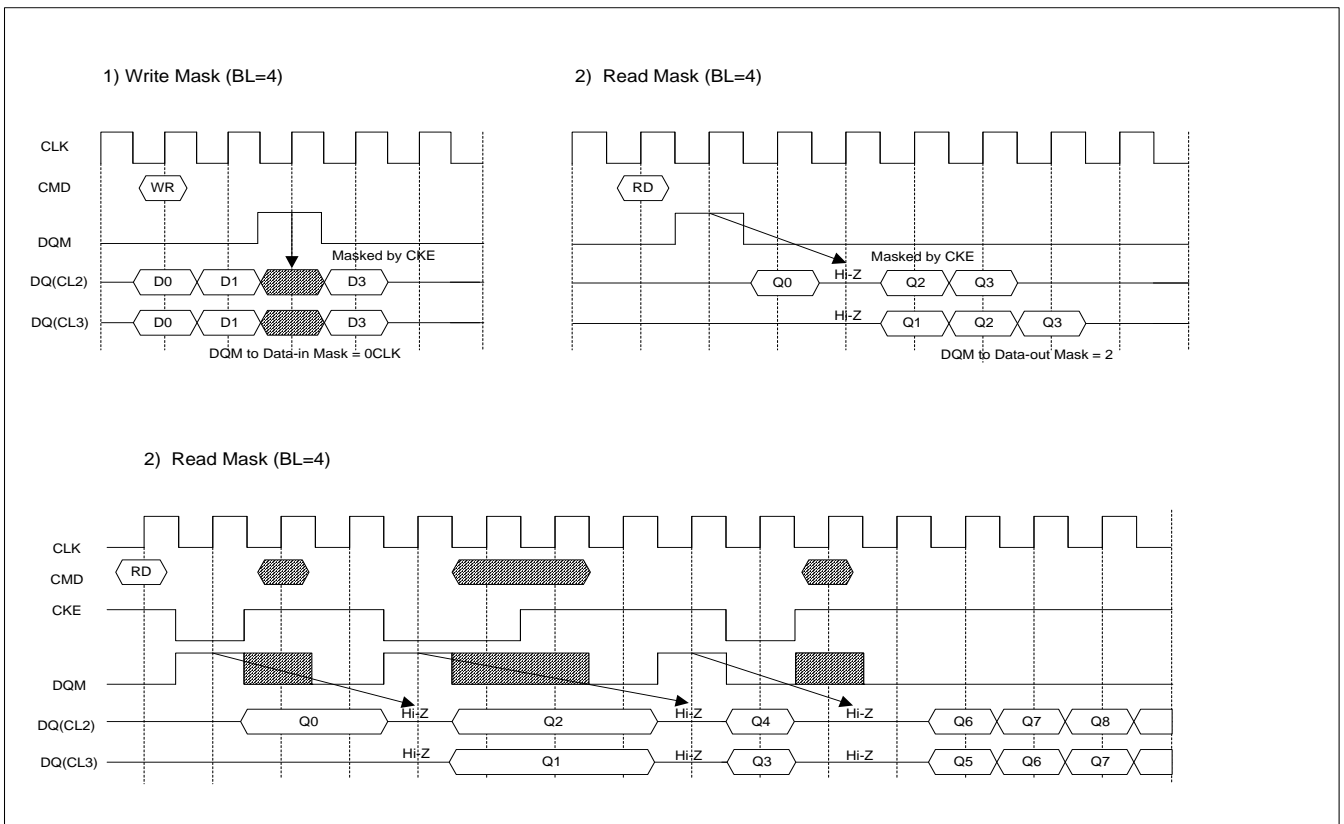 1) Write Mask (BL=4)
2) Read Mask (BL=4)
CLK
CMD WR
DQM
Masked by CKE
DQ(CL2) D0 D1 D3
DQ(CL3) D0 D1 D3
DQM to Data-in Mask = 0CLK
RD
Masked by CKE
Hi-Z
Q0 Q2 Q3
Hi-Z
Q1 Q2 Q3
DQM to Data-out Mask = 2
2) Read Mask (BL=4)
CLK
CMD RD
CKE
DQM
DQ(CL2) Q0 Hi-Z Q2 Hi-Z Q4 Hi-Z Q6 Q7 Q8
DQ(CL3) Hi-Z Q1 Hi-Z Q3 Hi-Z Q5 Q6 Q7